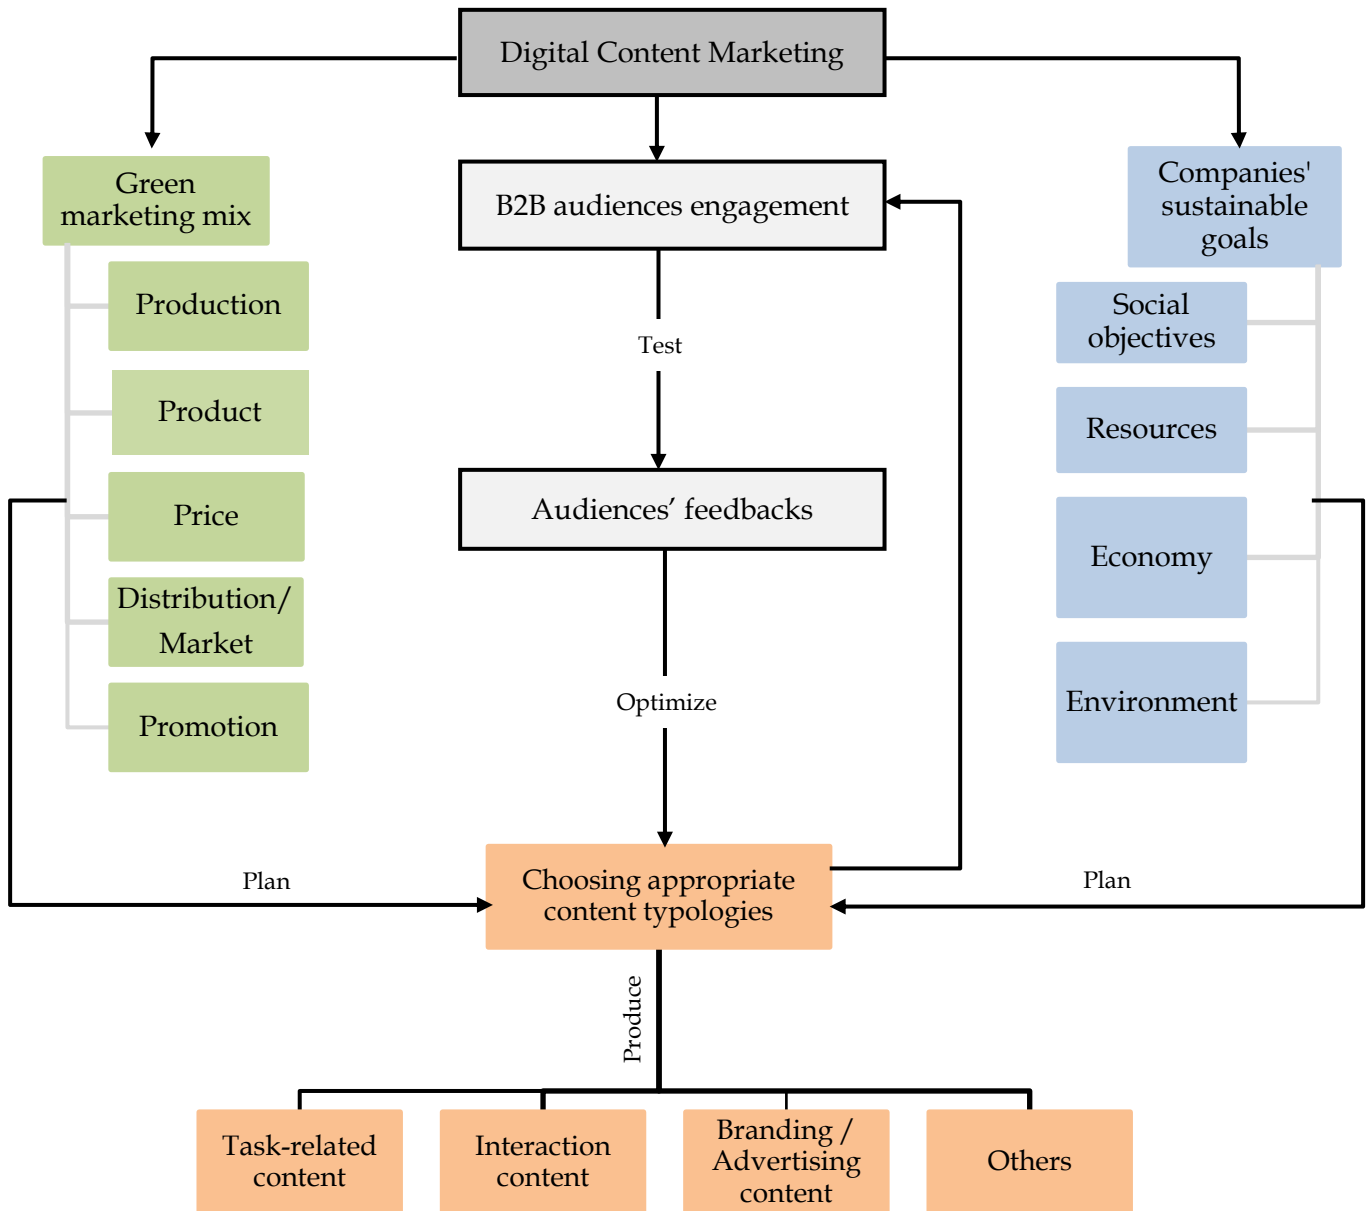 Digital Content Marketing
Green
marketing mix
B2B audiences engagement
Companies'
sustainable
goals
Production
Product
Price
Distribution/
Market
Promotion
Test
Audiences’ feedbacks
Optimize
Social
objectives
Resources
Economy
Environment
Plan
Choosing appropriate
content typologies
Plan
Produce
Task-related
content
Interaction
content
Branding /
Advertising
content
Others